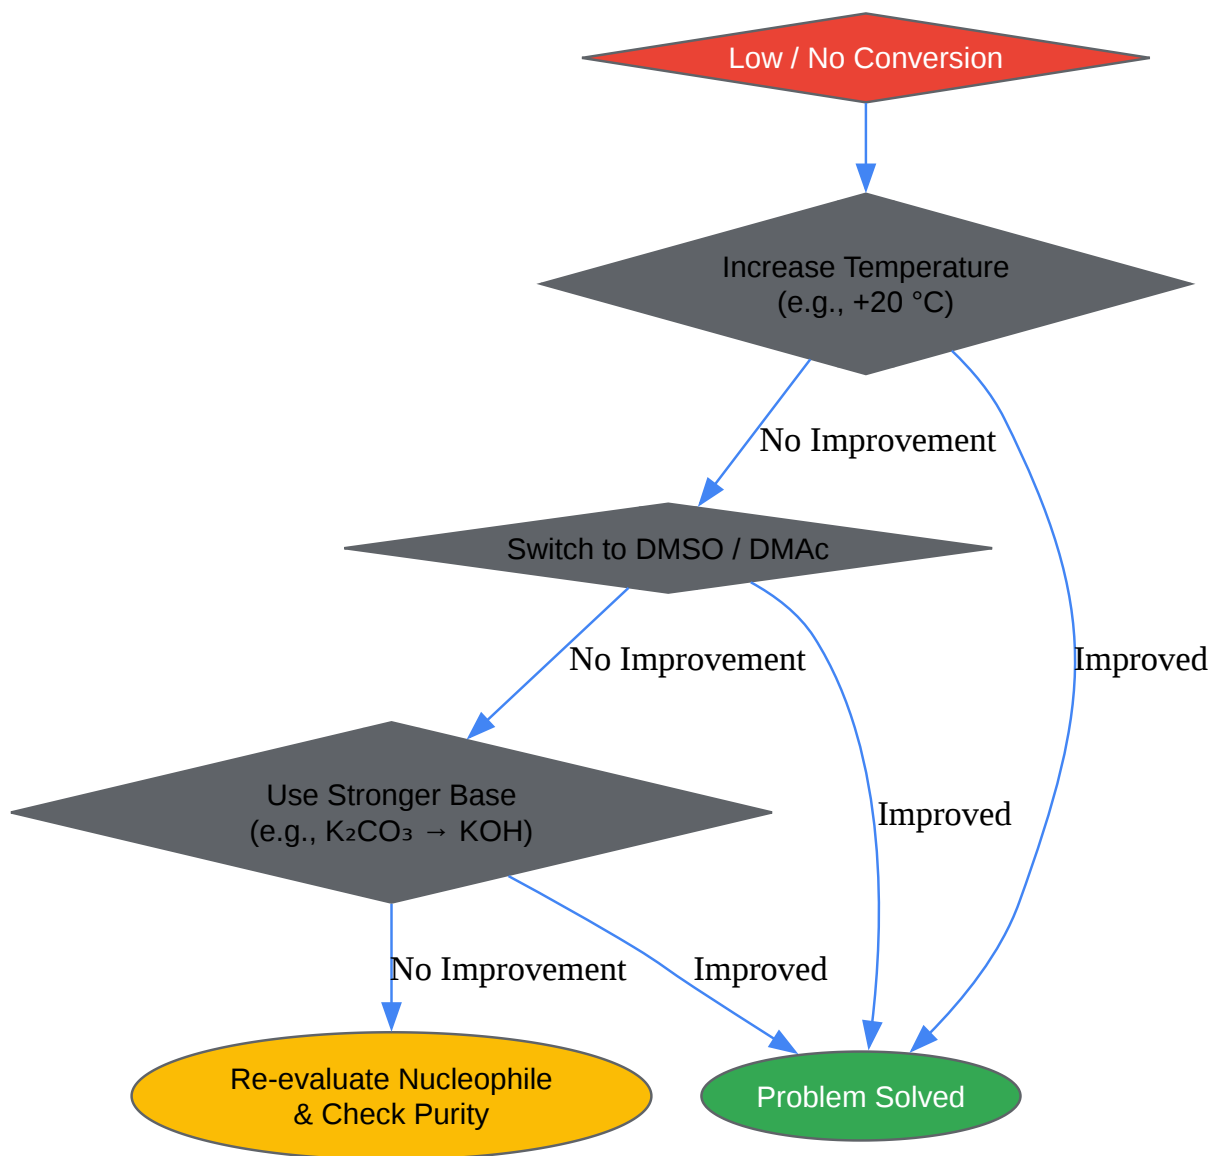 Low / No Conversion
Increase Temperature
(e.g., +20 °C)
No Improvement
Switch to DMSO / DMAc
No Improvement
Improved
Use Stronger Base
(e.g., K₂CO₃ → KOH)
Improved
No Improvement
Improved
Re-evaluate Nucleophile
& Check Purity
Problem Solved